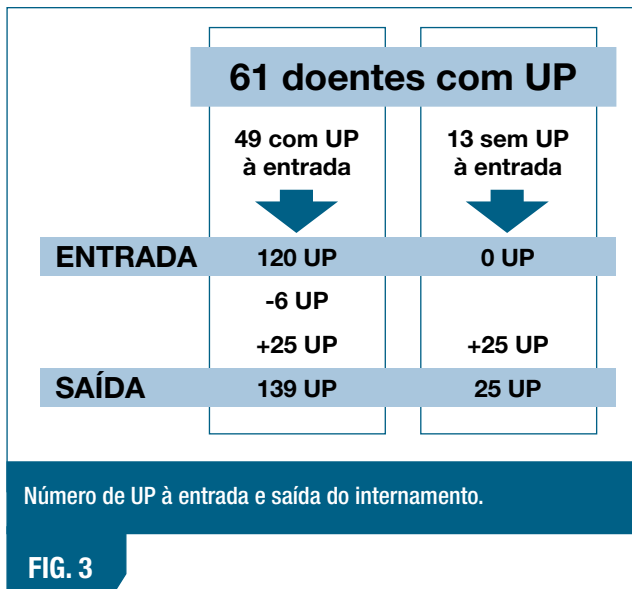 61 doentes com UP
49 com UP
à entrada
13 sem UP
à entrada
ENTRADA 120 UP 0 UP
-6 UP
+25 UP +25 UP
SAÍDA 139 UP 25 UP
Número de UP à entrada e saída do internamento.
FIG. 3